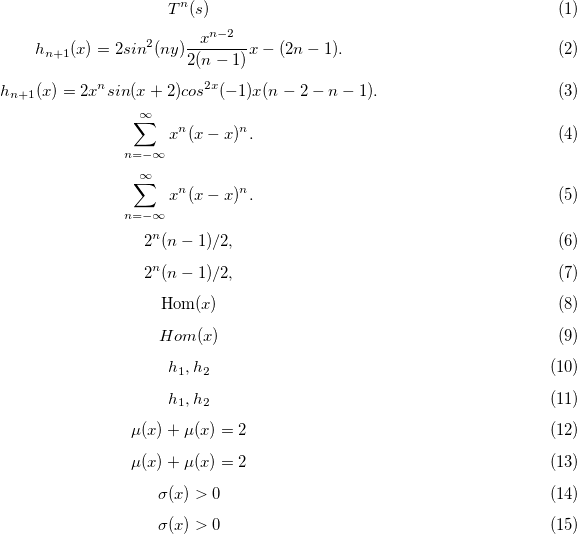 T^n(s) (1)
h_{n+1}(x) = 2sin^2(ny)\frac{x^{n-2}}{2(n-1)}x - (2n-1). (2)
h_{n+1}(x) = 2x^n sin(x+2)cos^{2x}(-1)x(n-2-n-1). (3)
\sum_{n=-\infty}^{\infty} x^n(x-x)^n. (4)
\sum_{n=-\infty}^{\infty} x^n(x-x)^n. (5)
2^n(n-1)/2, (6)
2^n(n-1)/2, (7)
Hom(x) (8)
Hom(x) (9)
h_1, h_2 (10)
h_1, h_2 (11)
μ(x) + μ(x) = 2 (12)
μ(x) + μ(x) = 2 (13)
σ(x) > 0 (14)
σ(x) > 0 (15)